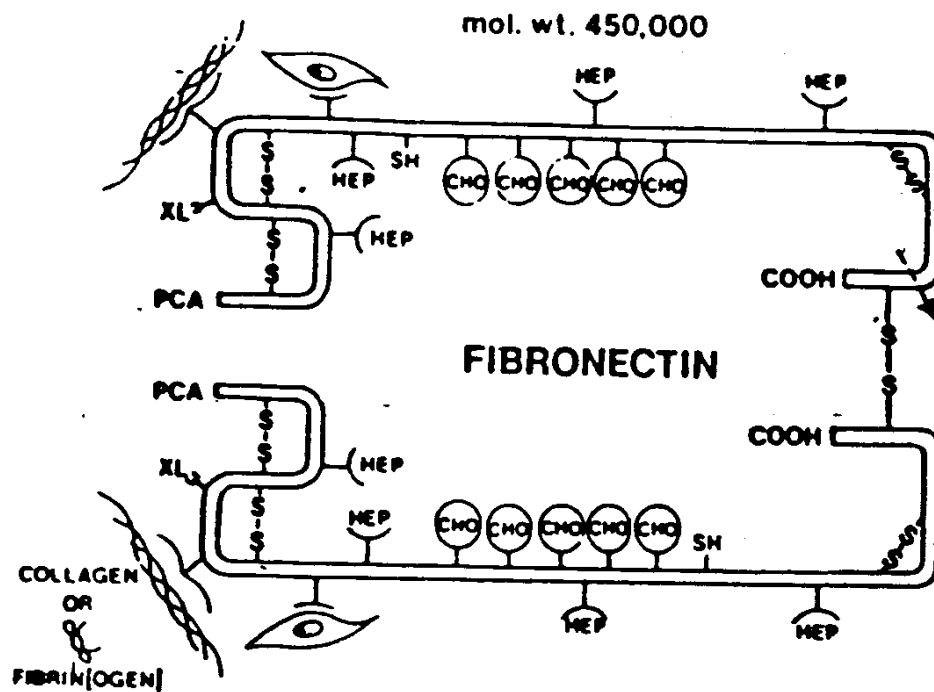 mol. wt. 450,000
HEP
HEP
S-S
HEP
SH
CHO
CHO
CHO
CHO
CHO
S-S
XL
S-S
HEP
PCA
COOH
FIBRONECTIN
S-S
PCA
COOH
S-S
XL
HEP
S-S
HEP
CHO
CHO
CHO
CHO
CHO
SH
S-S
COLLAGEN
OR
FIBRIN[OGEN]
HEP
HEP